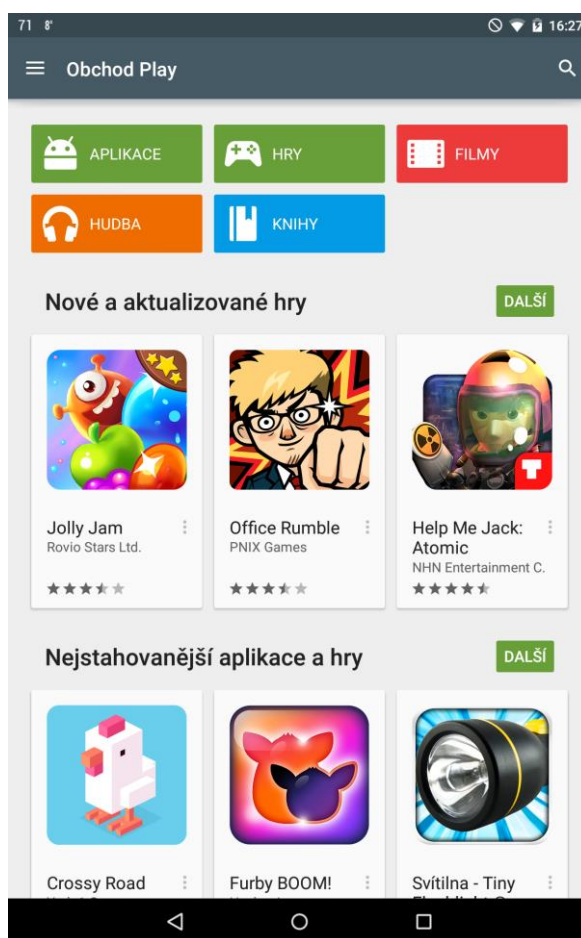 71 8°
16:27
Obchod Play
APLIKACE
HRY
FILMY
HUDBA
KNIHY
Nové a aktualizované hry
DALŠÍ
Jolly Jam
Rovio Stars Ltd.
Office Rumble
PNIX Games
Help Me Jack:
Atomic
NHN Entertainment C.
Nejstahovanější aplikace a hry
DALŠÍ
Crossy Road
Furby BOOM!
Svítilna - Tiny